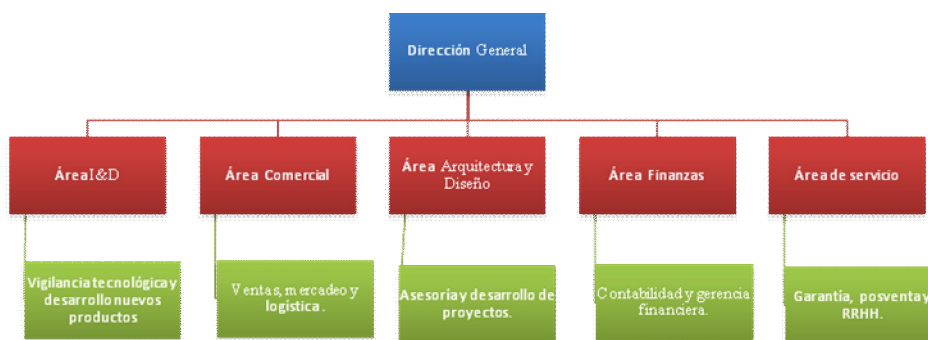 Dirección General
Área I&D
Área Comercial
Área Arquitectura y
Diseño
Área Finanzas
Área de servicio
Vigilancia tecnológica y
desarrollo nuevos
productos
Ventas, mercadeo y
logística.
Asesoría y desarrollo de
proyectos.
Contabilidad y gerencia
financiera.
Garantía, posventa y
RRHH.